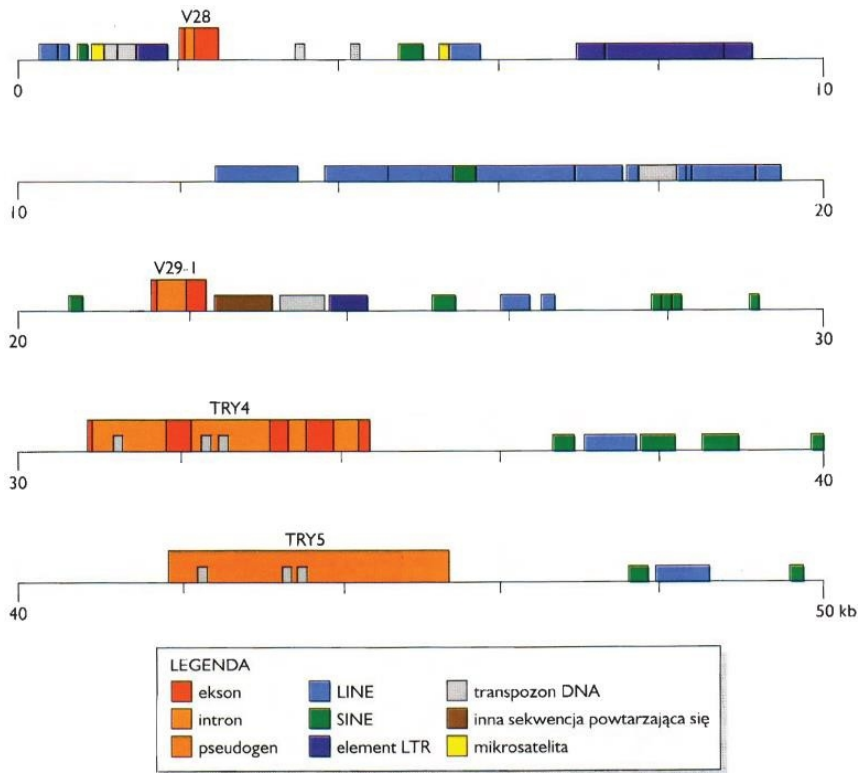 V28
0 10
10 20
V29-1
20 30
TRY4
30 40
TRY5
40 50 kb
LEGENDA
ekson LINE transpozon DNA
intron SINE inna sekwencja powtarzająca się
pseudogen element LTR mikrosatelita